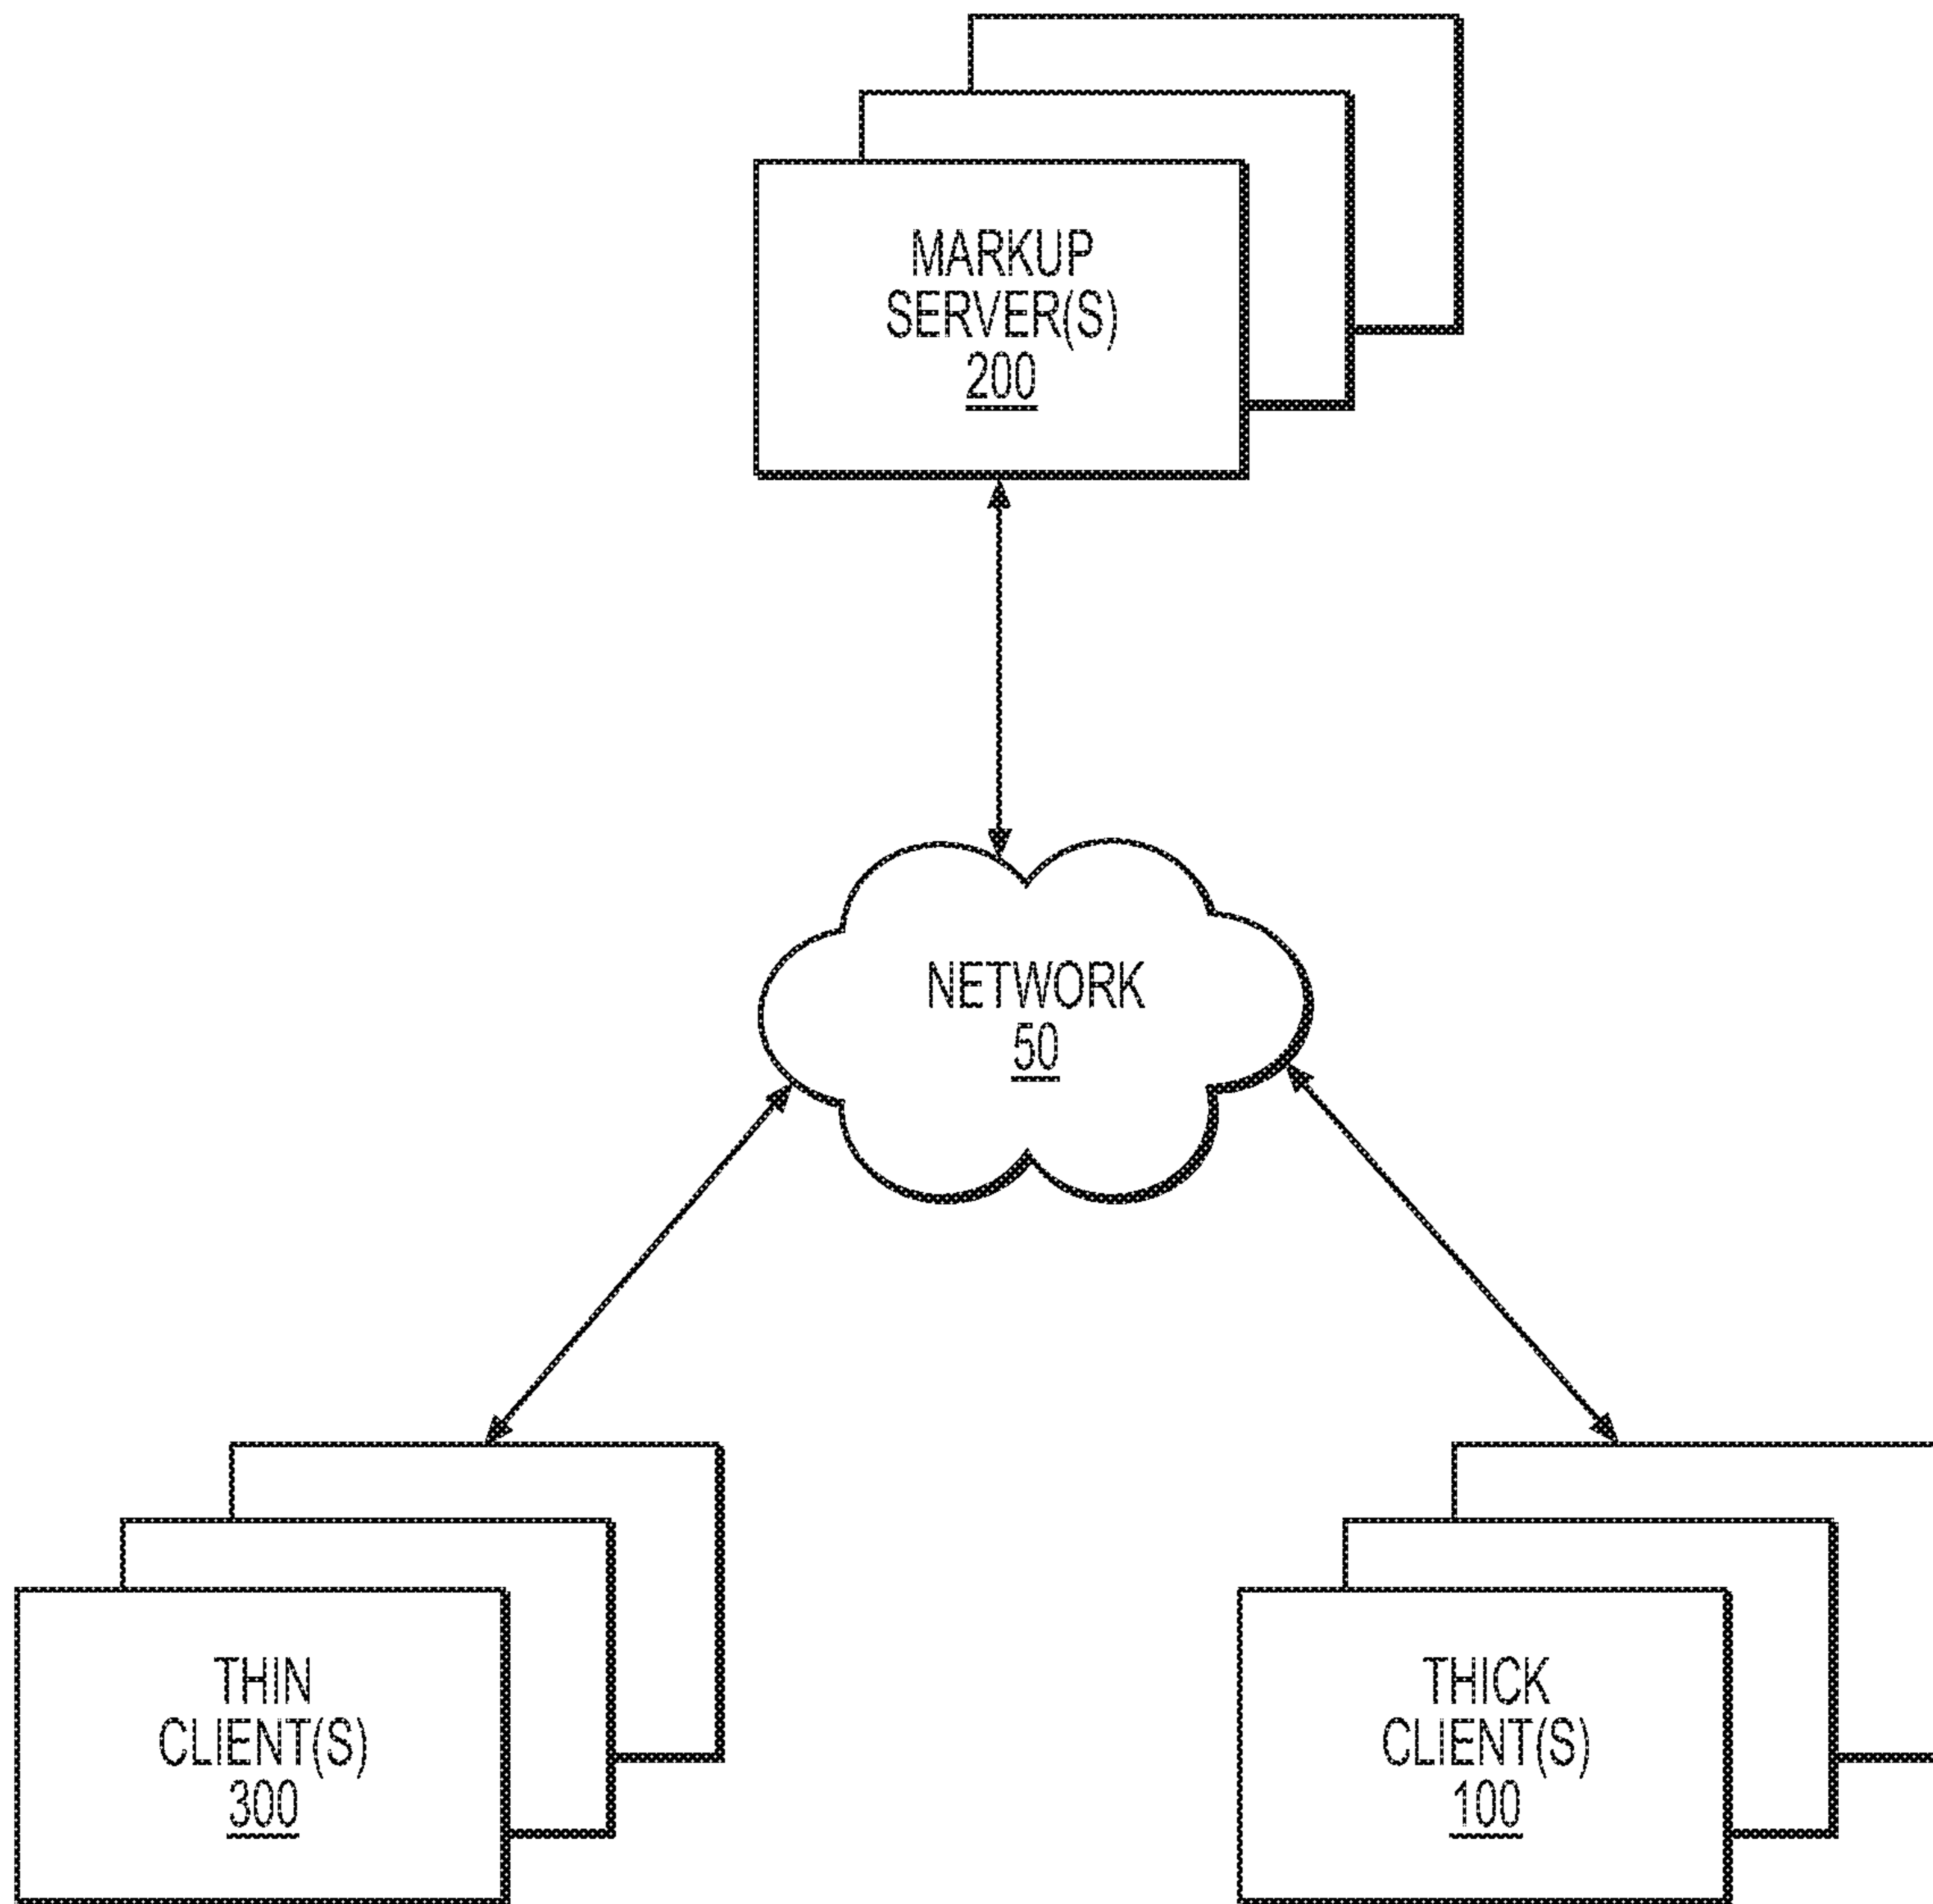 MARKUP
SERVER(S)
200
NETWORK
50
THIN
CLIENT(S)
300
THICK
CLIENT(S)
100